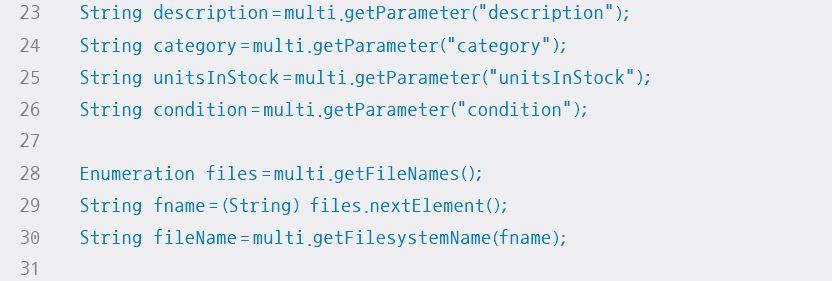 23 String description=multi.getParameter("description");
24 String category=multi.getParameter("category");
25 String unitsInStock=multi.getParameter("unitsInStock");
26 String condition=multi.getParameter("condition");
27
28 Enumeration files=multi.getFileNames();
29 String fname=(String) files.nextElement();
30 String fileName=multi.getFilesystemName(fname);
31